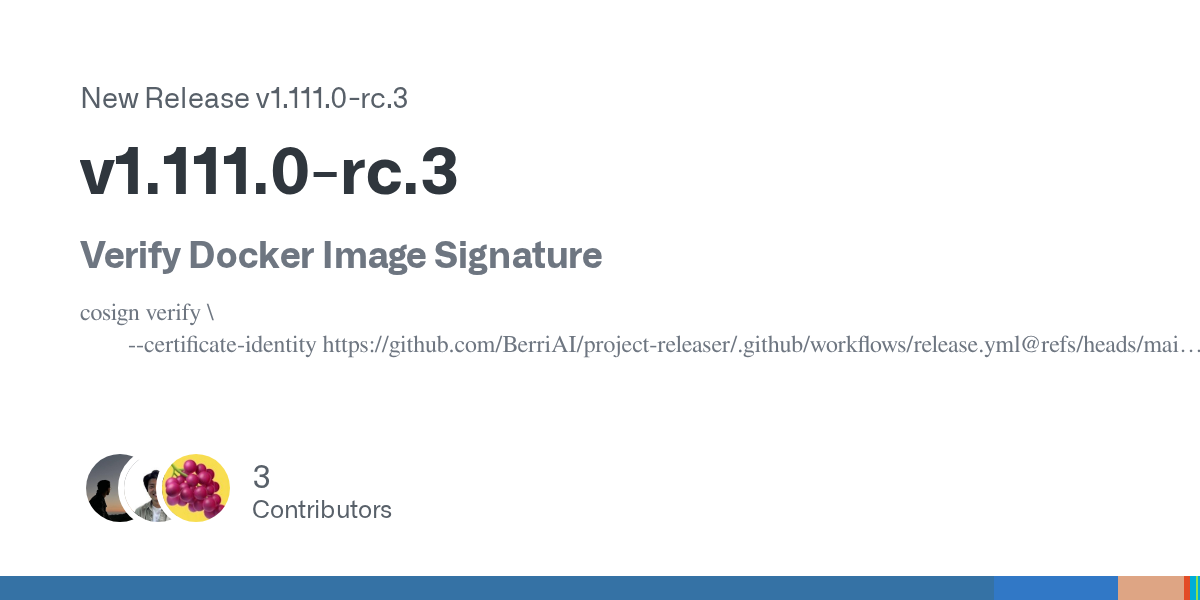 New Release v1.111.0-rc.3
v1.111.0-rc.3
Verify Docker Image Signature
cosign verify \
--certificate-identity https://github.com/BerriAI/project-releaser/.github/workflows/release.yml@refs/heads/mai…
3
Contributors